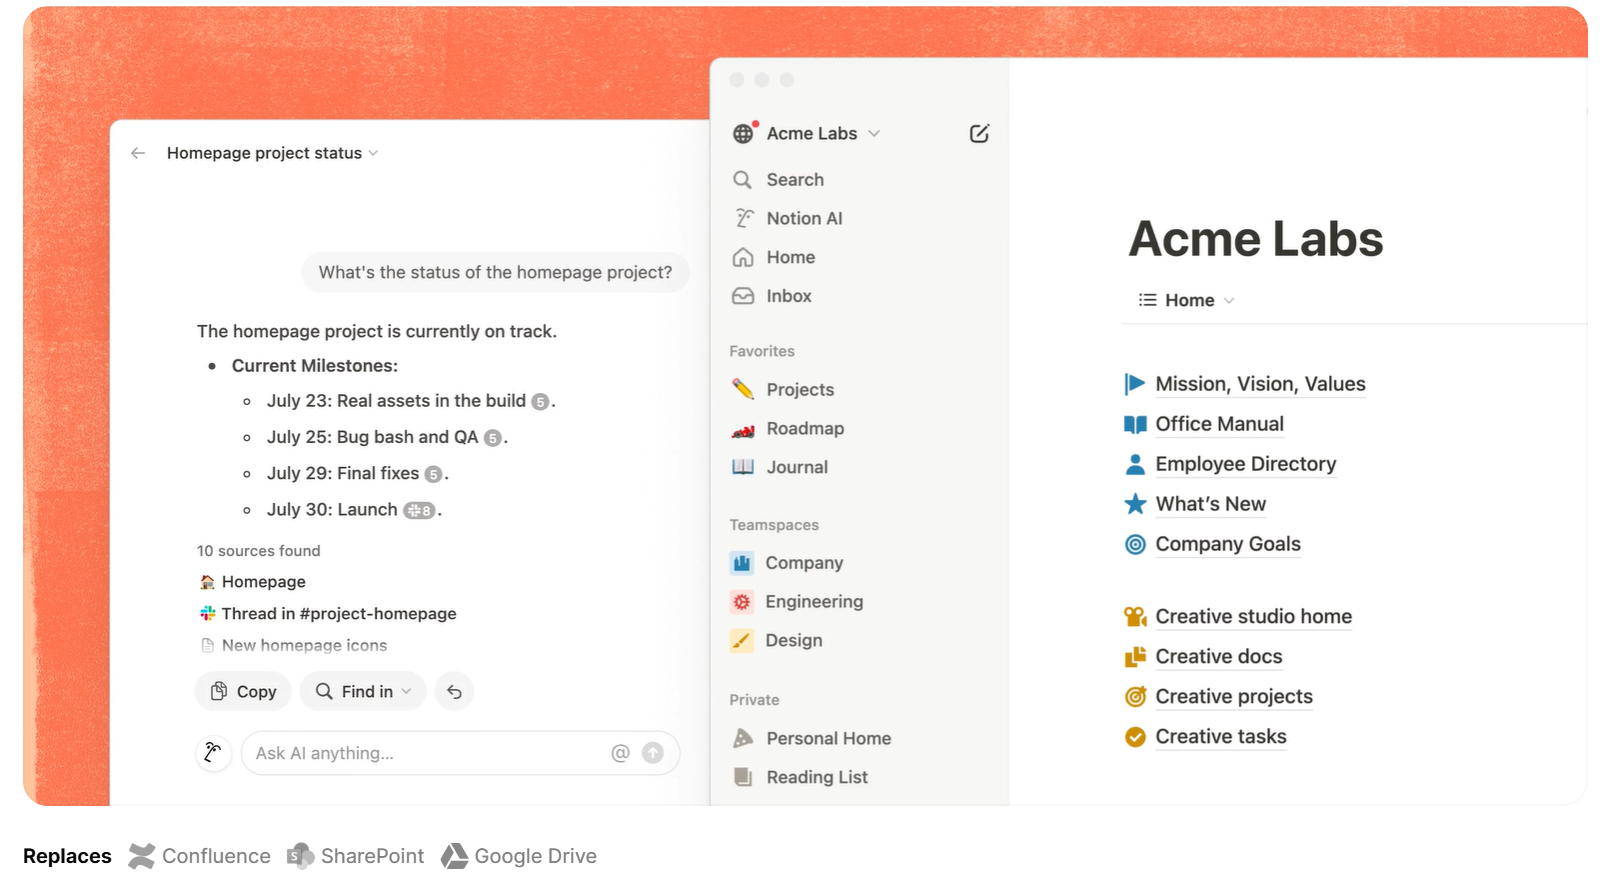 Homepage project status
What's the status of the homepage project?
The homepage project is currently on track.
Current Milestones:
July 23: Real assets in the build 5.
July 25: Bug bash and QA 5.
July 29: Final fixes 5.
July 30: Launch 8.
10 sources found
Homepage
Thread in #project-homepage
New homepage icons
Copy
Find in
Ask AI anything...
@
Acme Labs
Search
Notion AI
Home
Inbox
Favorites
Projects
Roadmap
Journal
Teamspaces
Company
Engineering
Design
Private
Personal Home
Reading List
Acme Labs
Home
Mission, Vision, Values
Office Manual
Employee Directory
What’s New
Company Goals
Creative studio home
Creative docs
Creative projects
Creative tasks
Replaces Confluence S SharePoint Google Drive